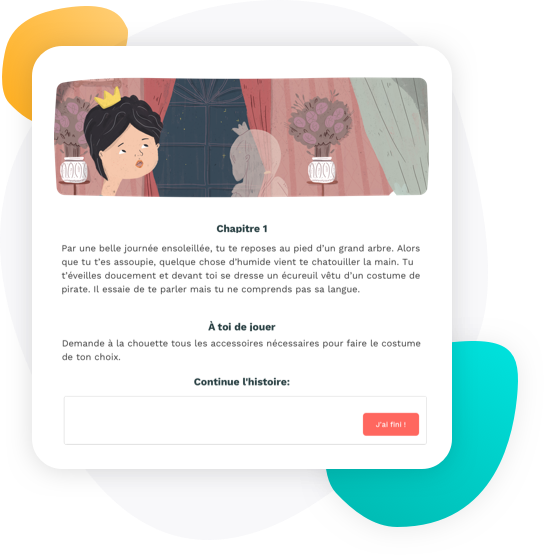 Chapitre 1
Par une belle journée ensoleillée, tu te reposes au pied d'un grand arbre. Alors
que tu t'es assoupie, quelque chose d'humide vient te chatouiller la main. Tu
t'éveilles doucement et devant toi se dresse un écureuil vêtu d'un costume de
pirate. Il essaie de te parler mais tu ne comprends pas sa langue.
À toi de jouer
Demande à la chouette tous les accessoires nécessaires pour faire le costume
de ton choix.
Continue l'histoire:
J'ai fini !